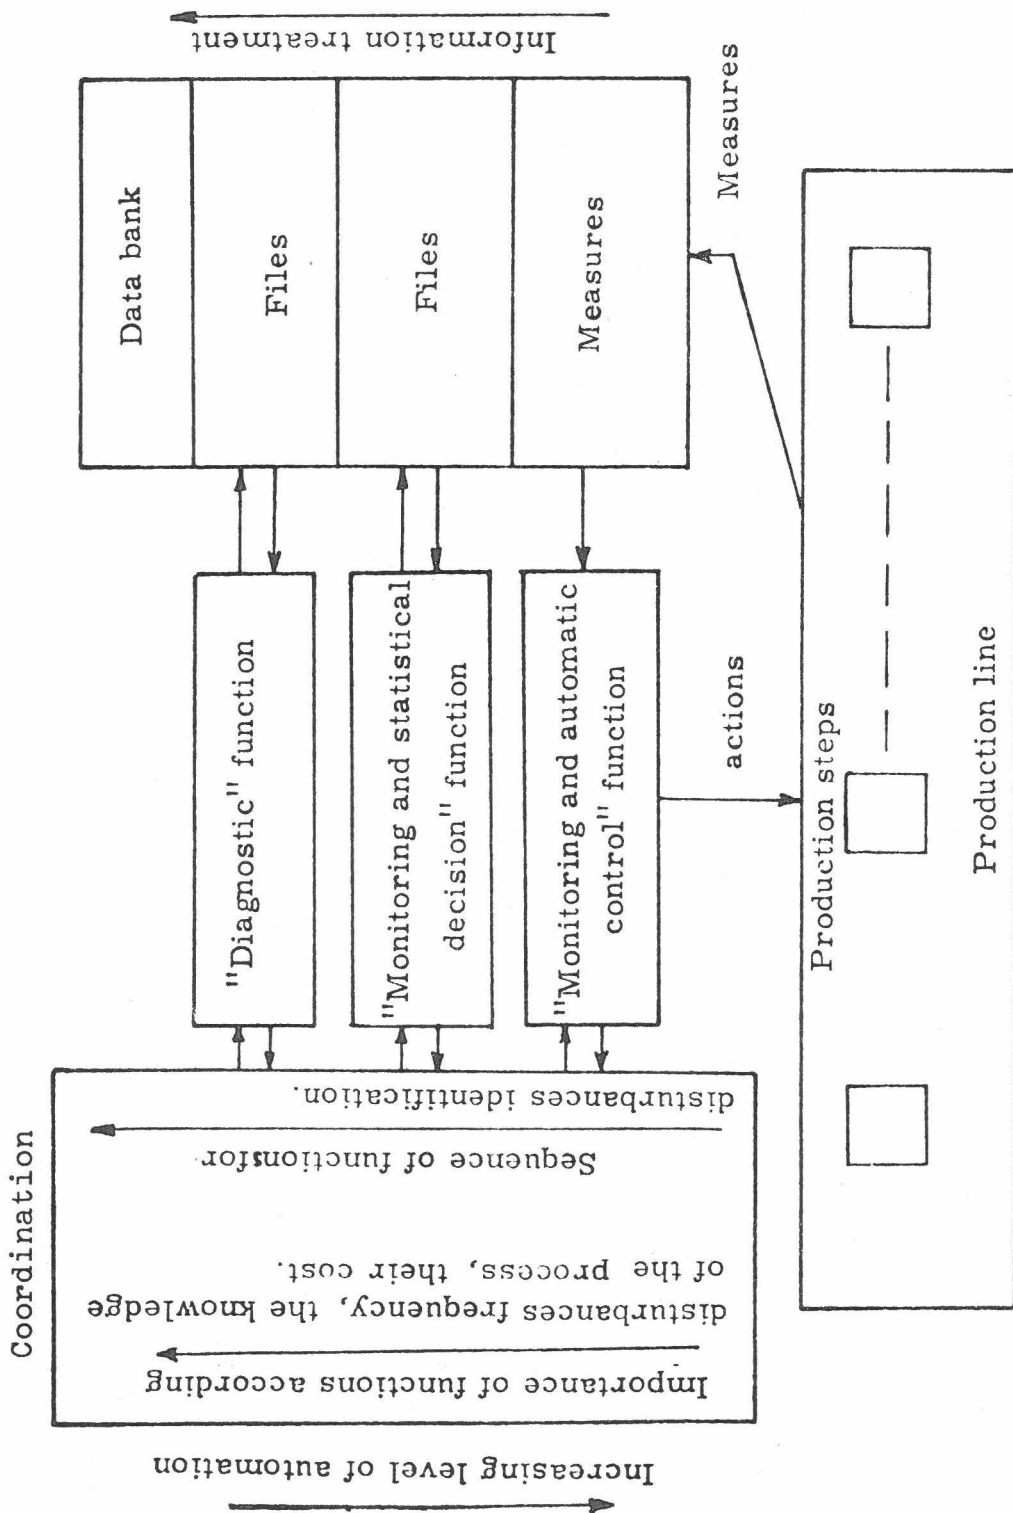 Coordination
Increasing level of automation
Importance of functions according
disturbances frequency, the knowledge
of the process, their cost.
Sequence of functionsfor
disturbances identification.
"Diagnostic" function
"Monitoring and statistical
decision" function
"Monitoring and automatic
control" function
Data bank
Files
Files
Measures
Information treatment
Measures
actions
Production steps
Production line